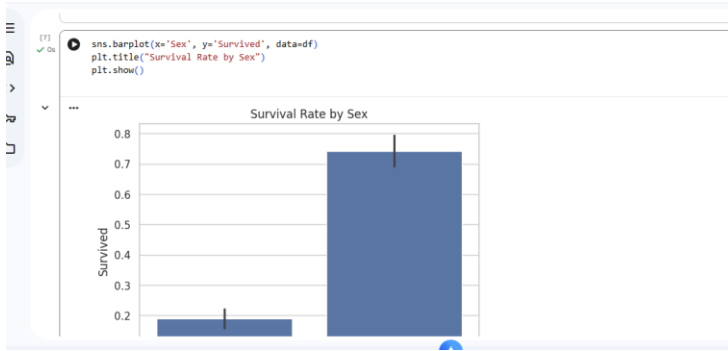 [7]
0s
sns.barplot(x='Sex', y='Survived', data=df)
plt.title("Survival Rate by Sex")
plt.show()
Survival Rate by Sex
0.8
0.7
0.6
0.5
0.4
0.3
0.2
Survived